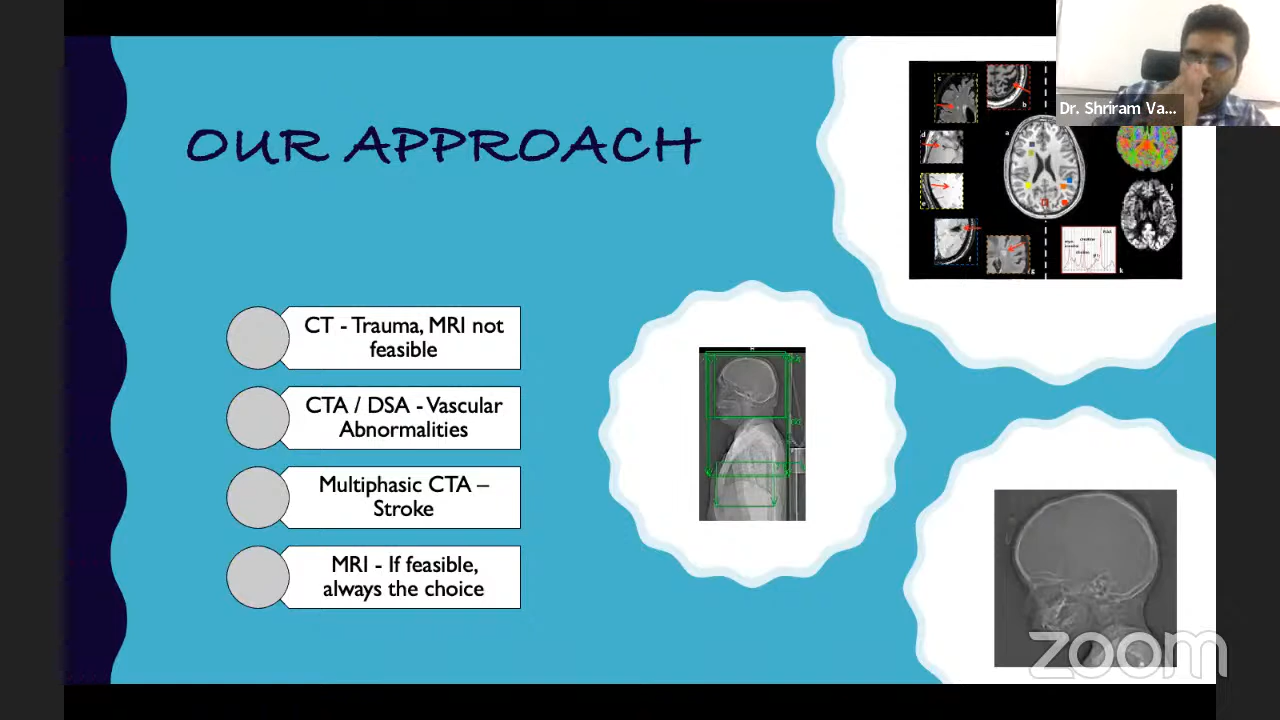 OUR APPROACH
Dr. Shriram Va...
CT - Trauma, MRI not
feasible
CTA / DSA - Vascular
Abnormalities
Multiphasic CTA –
Stroke
MRI - If feasible,
always the choice
c
b
d
a
f
g
j
k
zoom